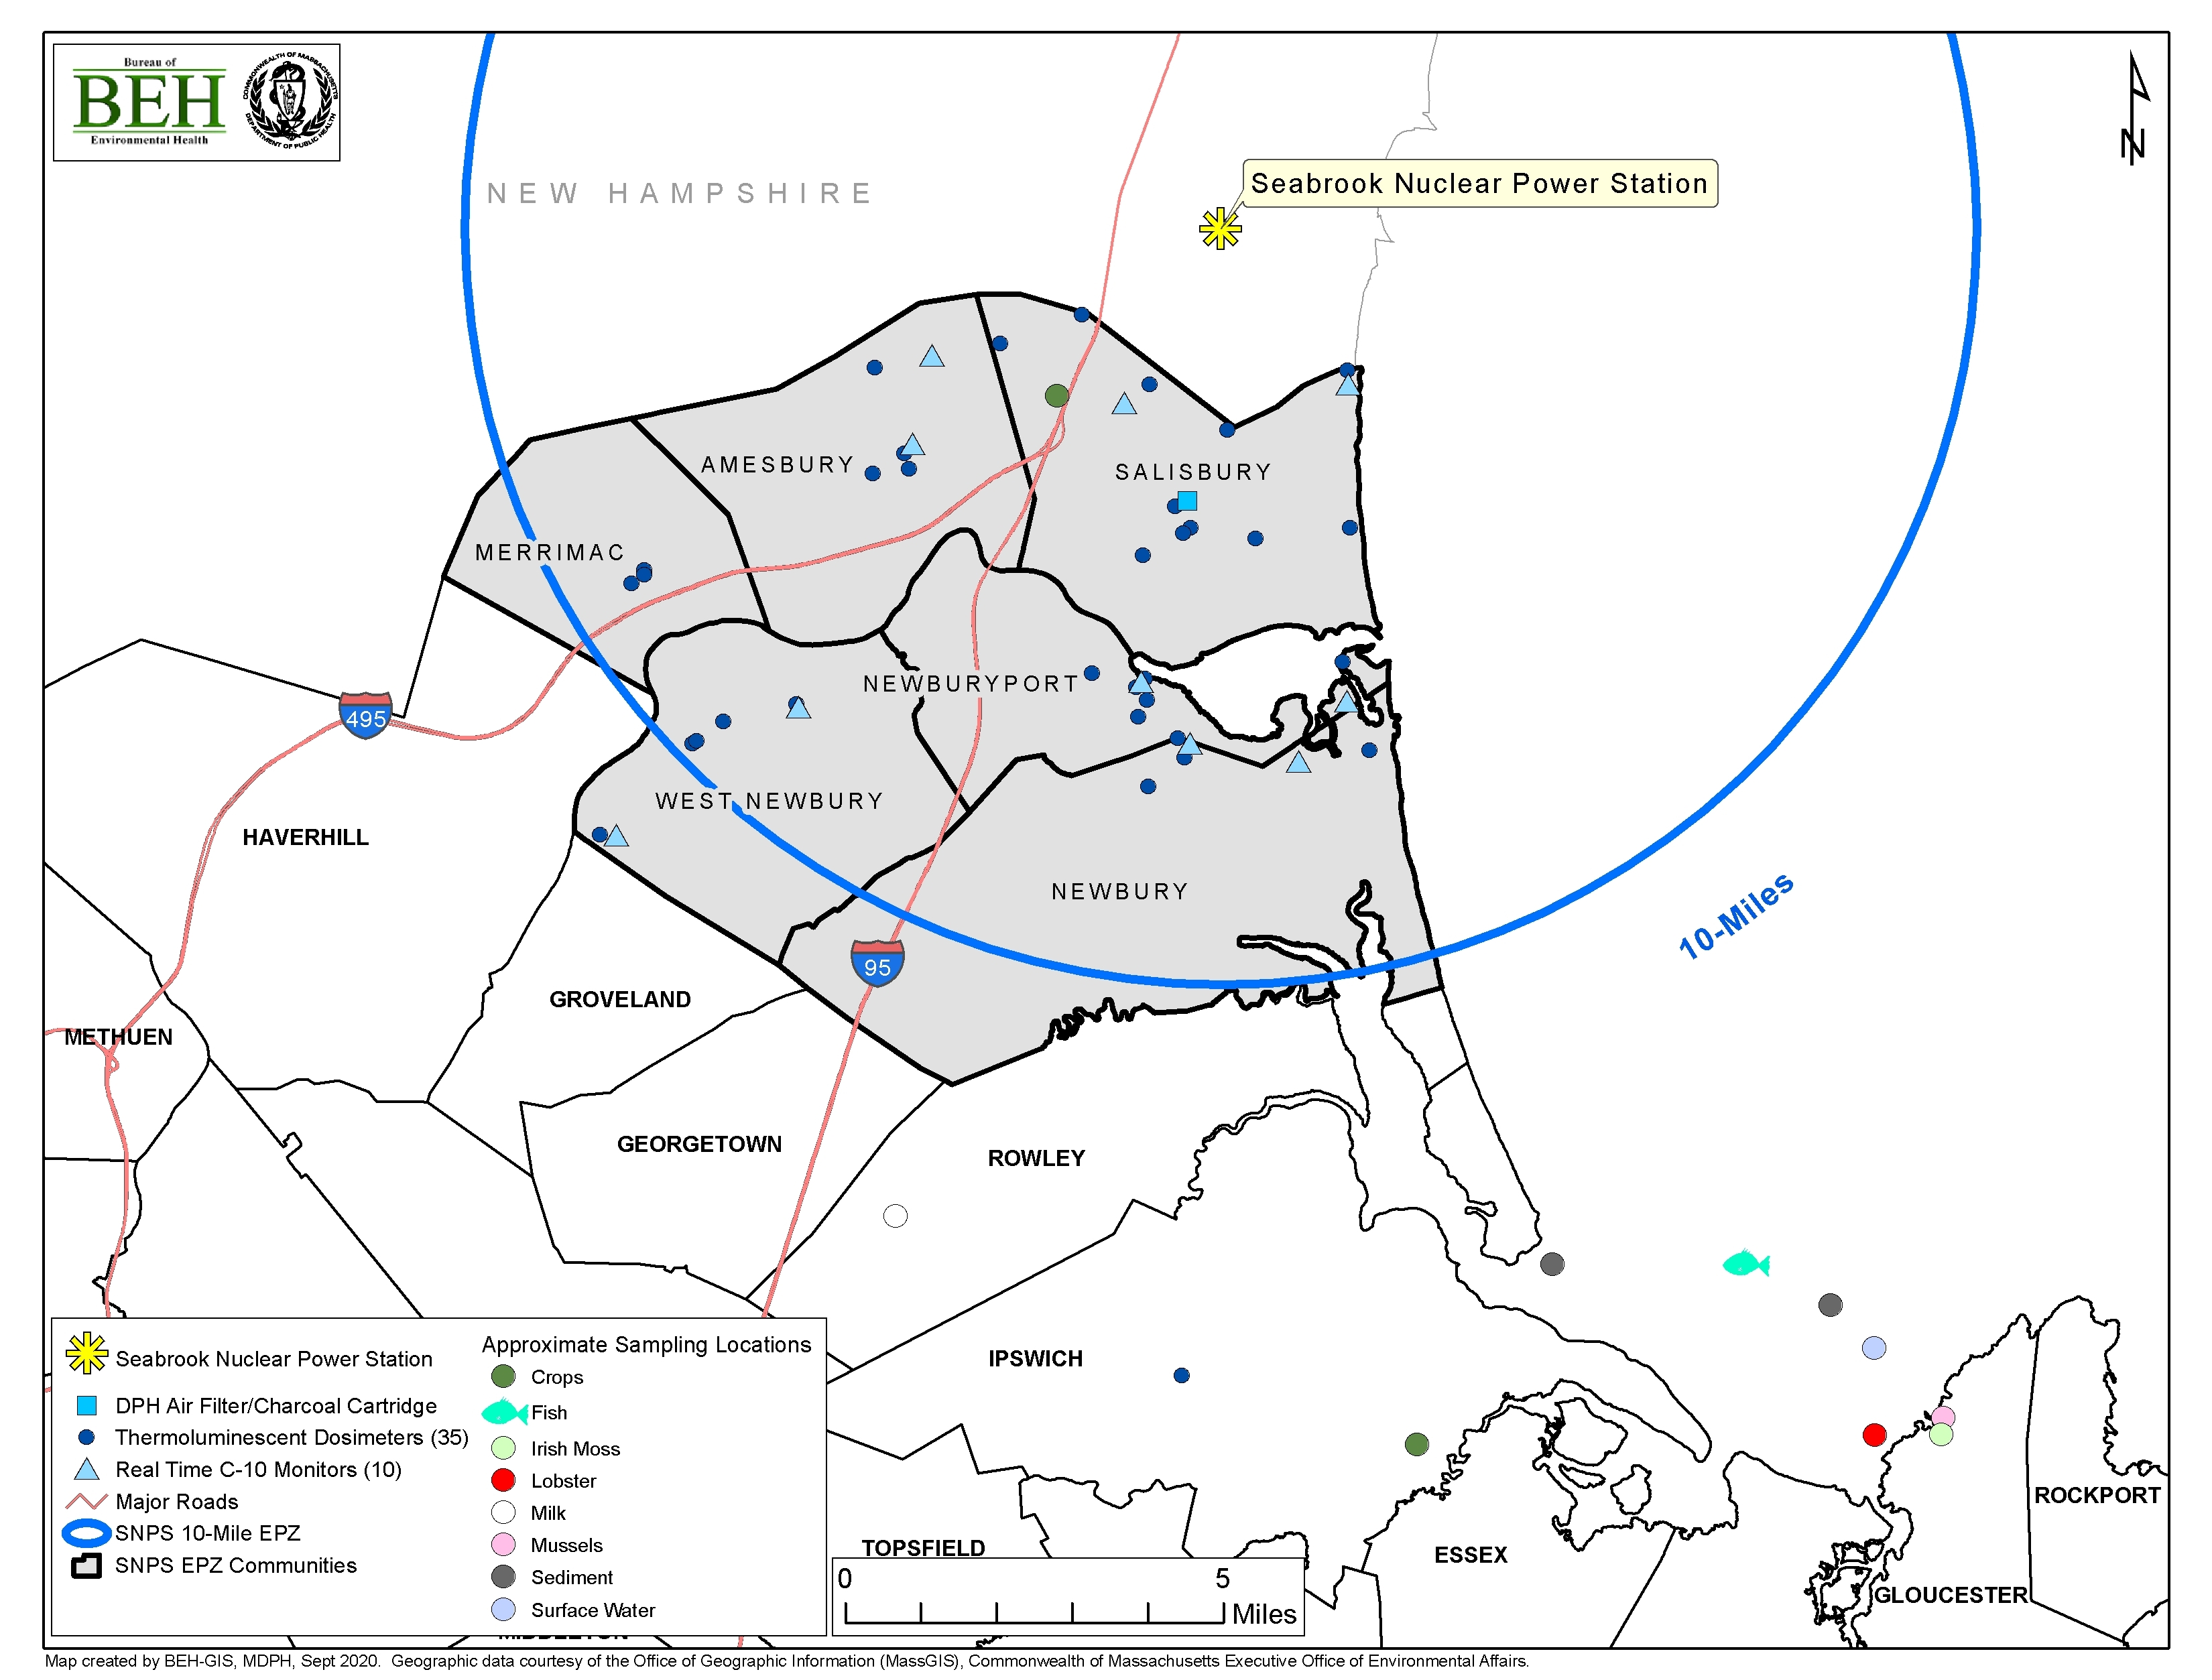 Bureau of
BEH
Environmental Health
COMMONWEALTH OF MASSACHUSETTS
DEPARTMENT OF PUBLIC HEALTH
N
NEW HAMPSHIRE
Seabrook Nuclear Power Station
AMESBURY
SALISBURY
MERRIMAC
NEWBURYPORT
495
WEST NEWBURY
HAVERHILL
NEWBURY
10-Miles
95
GROVELAND
METHUEN
GEORGETOWN
ROWLEY
IPSWICH
ROCKPORT
TOPSFIELD
ESSEX
GLOUCESTER
Seabrook Nuclear Power Station
DPH Air Filter/Charcoal Cartridge
Thermoluminescent Dosimeters (35)
Real Time C-10 Monitors (10)
Major Roads
SNPS 10-Mile EPZ
SNPS EPZ Communities
Approximate Sampling Locations
Crops
Fish
Irish Moss
Lobster
Milk
Mussels
Sediment
Surface Water
0 5
Miles
Map created by BEH-GIS, MDPH, Sept 2020. Geographic data courtesy of the Office of Geographic Information (MassGIS), Commonwealth of Massachusetts Executive Office of Environmental Affairs.